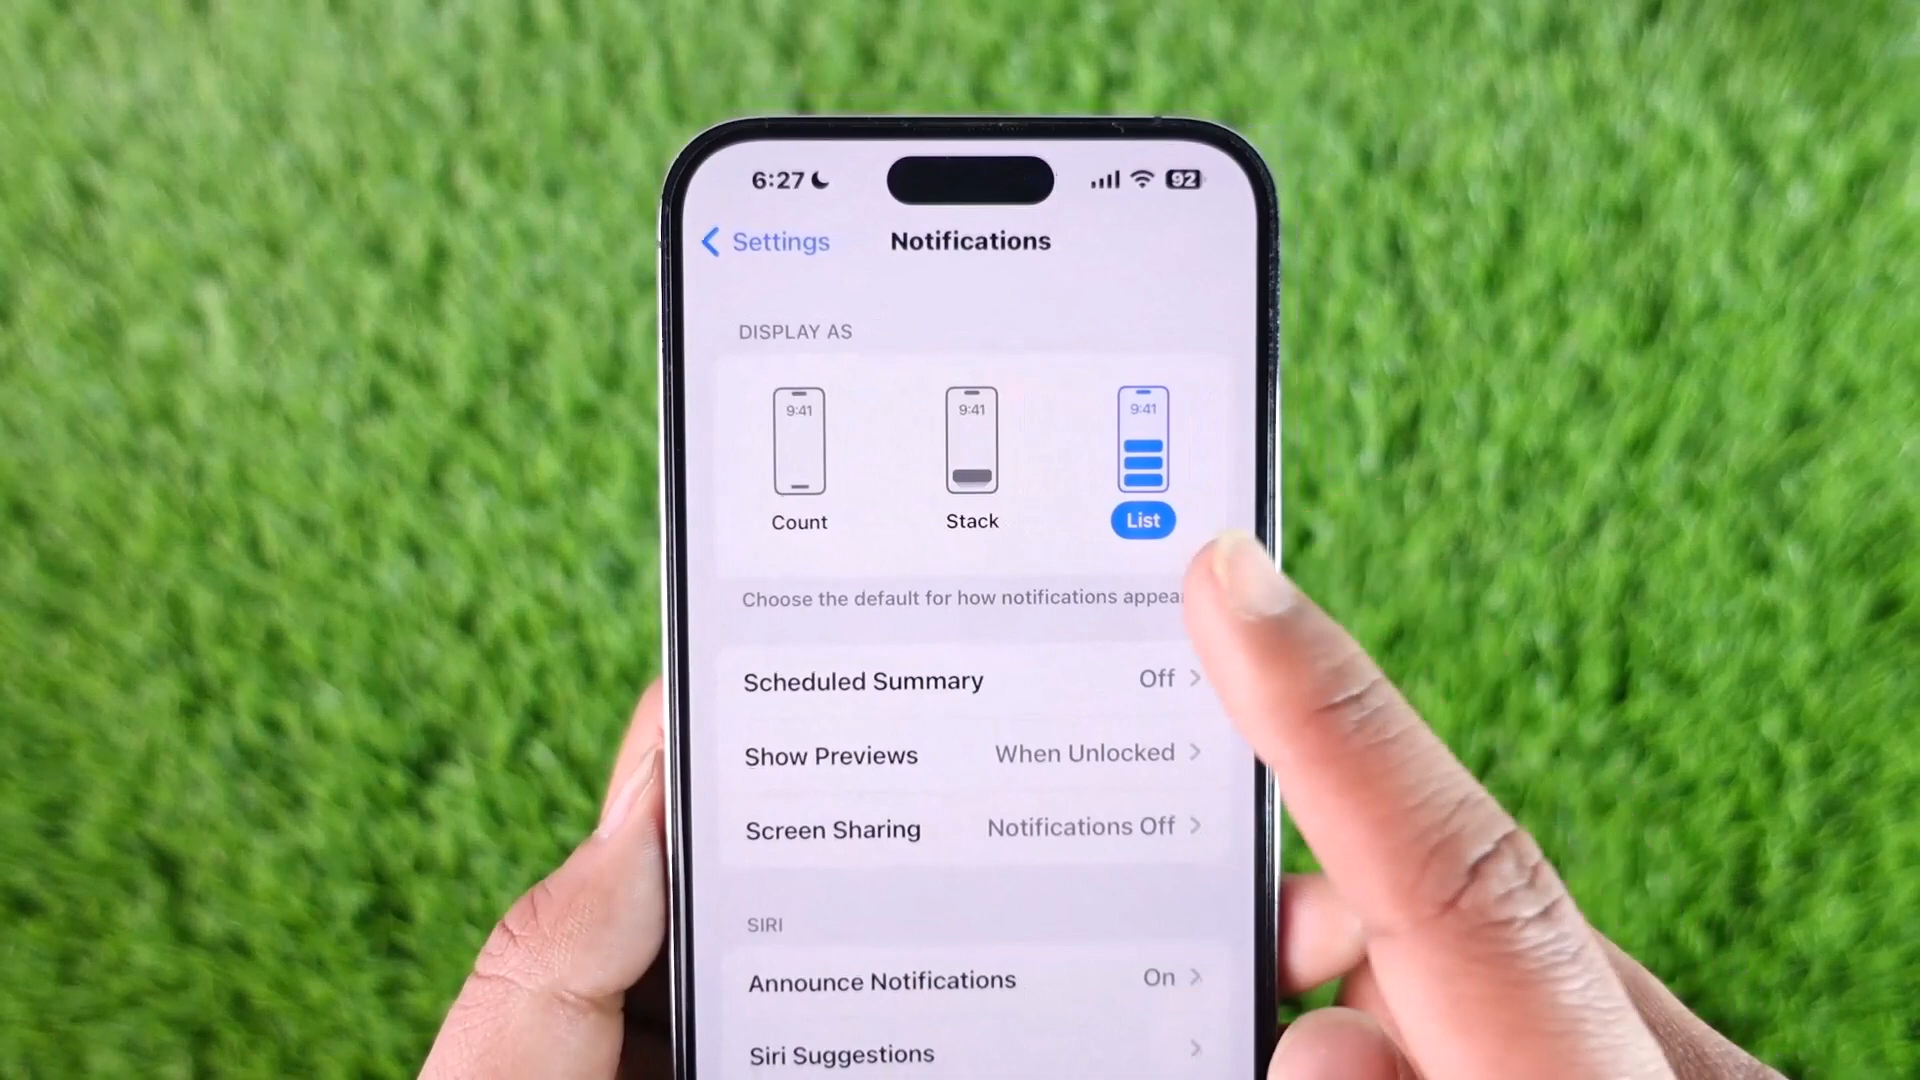 6:27 92
Settings Notifications
DISPLAY AS
9:41 9:41 9:41
Count Stack List
Choose the default for how notifications appear
Scheduled Summary Off
Show Previews When Unlocked
Screen Sharing Notifications Off
SIRI
Announce Notifications On
Siri Suggestions